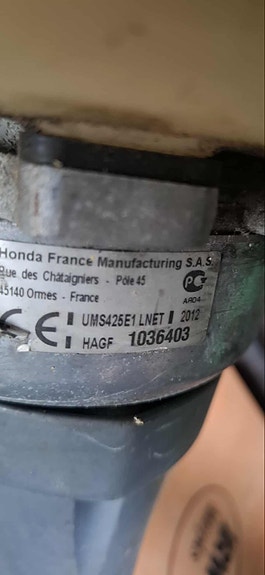 Honda France Manufacturing S.A.S.
Rue des Châtaigniers - Pôle 45
45140 Ormes - France
CE UMS425E1 LNET 2012
HAGF 1036403